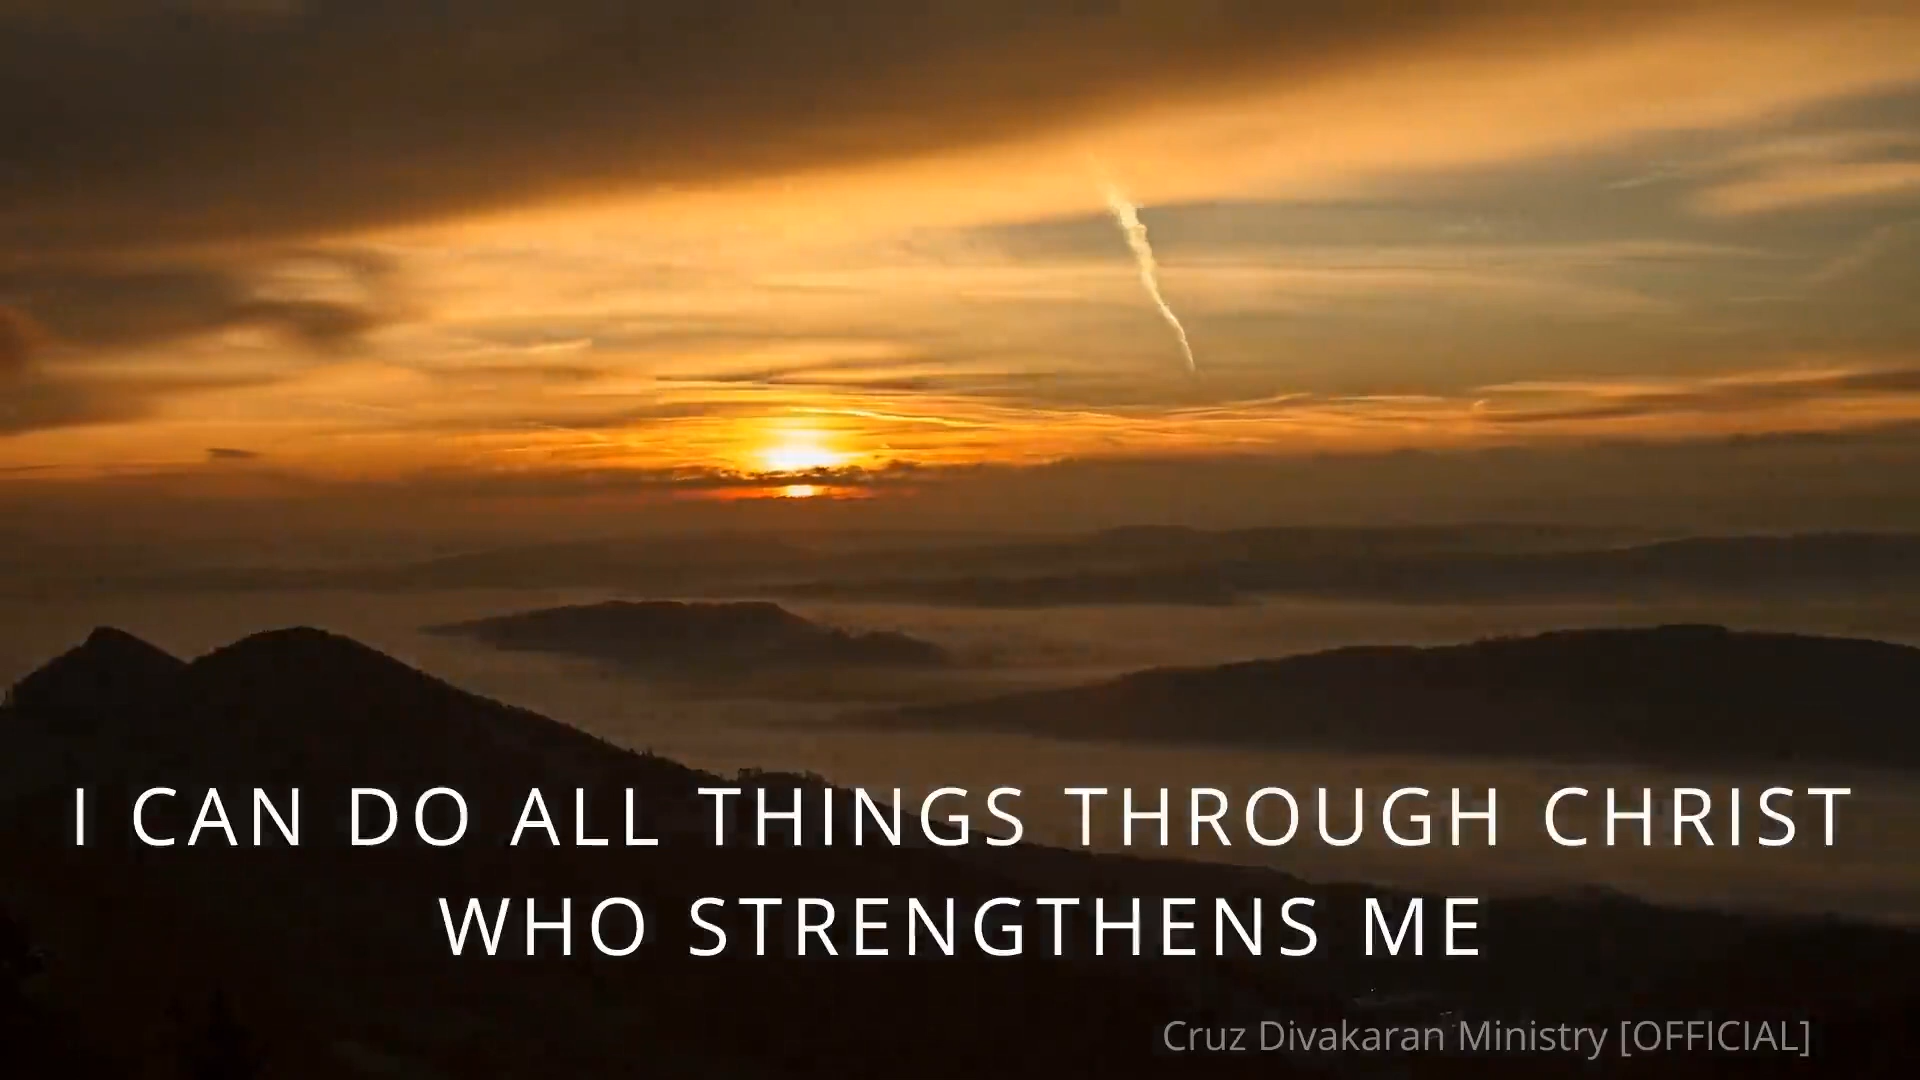 I CAN DO ALL THINGS THROUGH CHRIST
WHO STRENGTHENS ME
Cruz Divakaran Ministry [OFFICIAL]